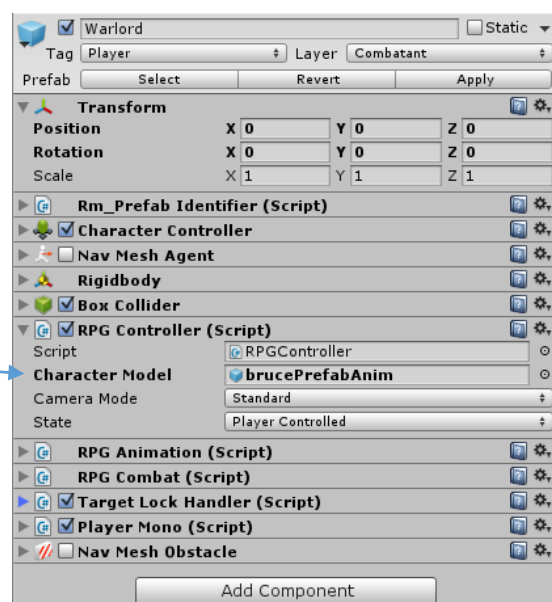 Warlord Static
Tag Player Layer Combatant
Prefab Select Revert Apply
Transform
Position X 0 Y 0 Z 0
Rotation X 0 Y 0 Z 0
Scale X 1 Y 1 Z 1
Rm_Prefab Identifier (Script)
Character Controller
Nav Mesh Agent
Rigidbody
Box Collider
RPG Controller (Script)
Script RPGController
Character Model brucePrefabAnim
Camera Mode Standard
State Player Controlled
RPG Animation (Script)
RPG Combat (Script)
Target Lock Handler (Script)
Player Mono (Script)
Nav Mesh Obstacle
Add Component